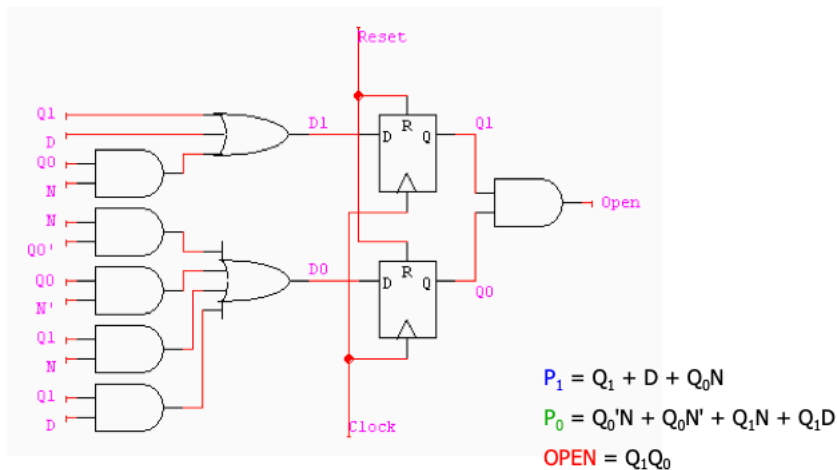 Reset
Q1
D
D1
R
D Q
Q1
Q0
N
Open
N
Q0'
D0
R
D Q
Q0
Q0
N'
Q1
N
Q1
D
Clock
P₁ = Q₁ + D + Q₀N
P₀ = Q₀'N + Q₀N' + Q₁N + Q₁D
OPEN = Q₁Q₀